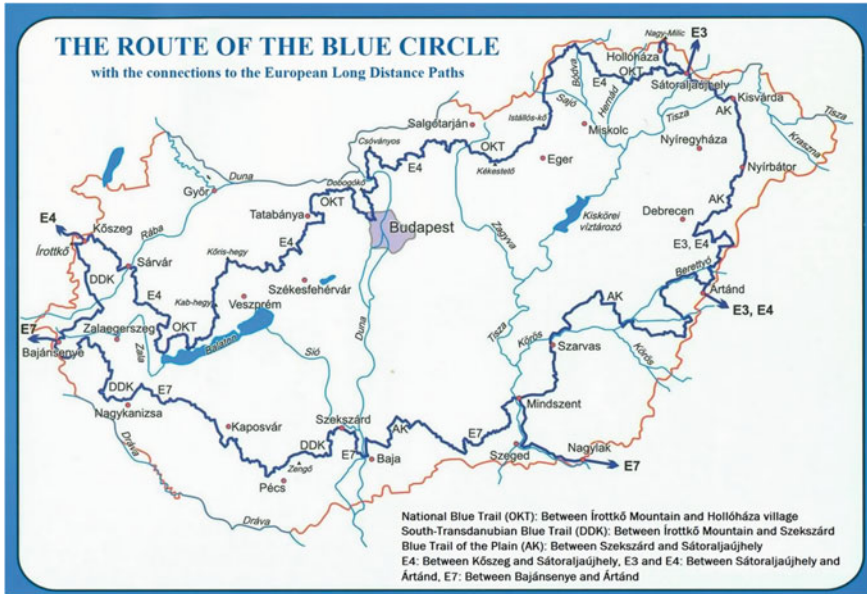 THE ROUTE OF THE BLUE CIRCLE
with the connections to the European Long Distance Paths
Nagy-Milic
E3
Hollóháza
OKT
E4
Sátoraljaújhely
Bódva
Hernád
Sajó
Kisvárda
AK
Tisza
Tisza
Kraszna
Salgótarján
Istállós-kő
Miskolc
OKT
Csóványos
Nyíregyháza
Eger
E4
Kékestető
Nyírbátor
Duna
Dobogókő
OKT
Győr
AK
Tatabánya
Budapest
Kiskörei
víztározó
Debrecen
E4
Kőszeg
Rába
Írottkő
Zagyva
E3, E4
Kőris-hegy
E4
Sárvár
Berettyó
DDK
Székesfehérvár
Ártánd
E4
Kab-hegy
Veszprém
AK
E3, E4
Duna
Tisza
E7
Zalaegerszeg
OKT
Körös
Bajánsenye
Zala
Balaton
Sió
Szarvas
Körös
DDK
E7
Nagykanizsa
Mindszent
Kaposvár
Szekszárd
AK
DDK
E7
E7
Nagylak
Dráva
Zengő
Baja
Szeged
E7
Pécs
Dráva
National Blue Trail (OKT): Between Írottkő Mountain and Hollóháza village
South-Transdanubian Blue Trail (DDK): Between Írottkő Mountain and Szekszárd
Blue Trail of the Plain (AK): Between Szekszárd and Sátoraljaújhely
E4: Between Kőszeg and Sátoraljaújhely, E3 and E4: Between Sátoraljaújhely and
Ártánd, E7: Between Bajánsenye and Ártánd